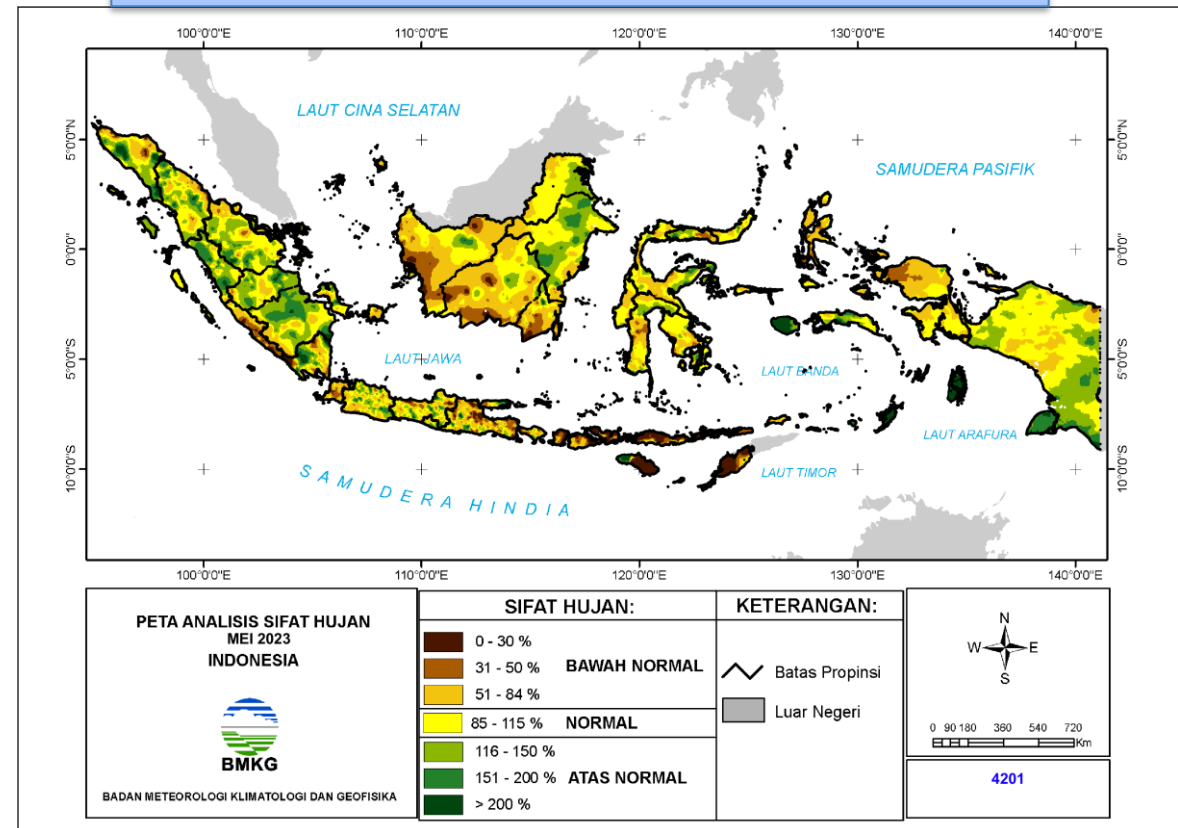 100°0'0"E 110°0'0"E 120°0'0"E 130°0'0"E 140°0'0"E
LAUT CINA SELATAN
5°0'0"N 5°0'0"N
SAMUDERA PASIFIK
0°0'0" 0°0'0"
5°0'0"S 5°0'0"S
LAUT JAWA
LAUT BANDA
LAUT ARAFURA
10°0'0"S 10°0'0"S
LAUT TIMOR
SAMUDERA HINDIA
100°0'0"E 110°0'0"E 120°0'0"E 130°0'0"E 140°0'0"E
PETA ANALISIS SIFAT HUJAN
MEI 2023
INDONESIA
BMKG
BADAN METEOROLOGI KLIMATOLOGI DAN GEOFISIKA
SIFAT HUJAN:
0 - 30 %
31 - 50 % BAWAH NORMAL
51 - 84 %
85 - 115 % NORMAL
116 - 150 %
151 - 200 % ATAS NORMAL
> 200 %
KETERANGAN:
Batas Propinsi
Luar Negeri
N
W E
S
0 90 180 360 540 720
Km
4201